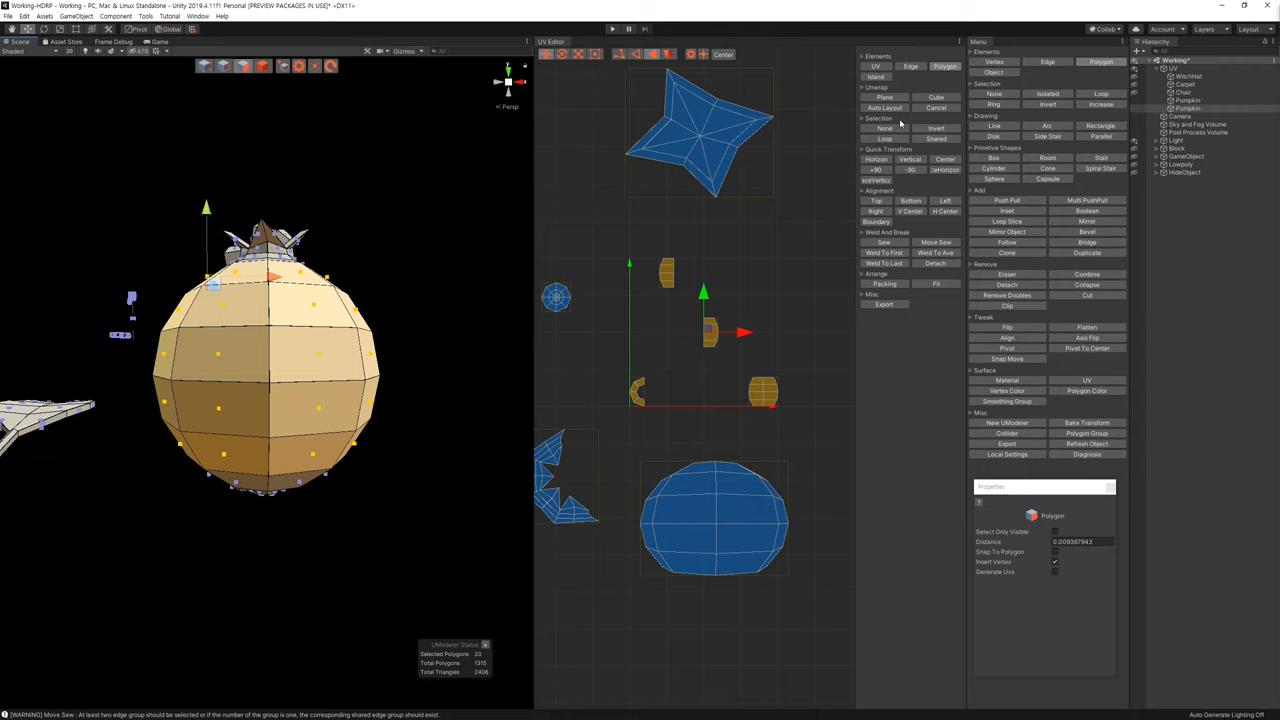 Working-HDRP - Working - PC, Mac & Linux Standalone - Unity 2019.4.11f1 Personal [PREVIEW PACKAGES IN USE]* <DX11>
File Edit Assets GameObject Component Tools Tutorial Window Help
Pivot Global Collab Account Layers Layout
Scene Asset Store Frame Debug Game
Shaded 2D 479 Gizmos All
y
x
Persp
UModeler Status
Selected Polygons 20
Total Polygons 1315
Total Triangles 2406
UV Editor
Center
Elements
UV Edge Polygon
Island
Unwrap
Plane Cube
Auto Layout Cancel
Selection
None Invert
Loop Shared
Quick Transform
Horizon Vertical Center
+90 -90 :eHorizon
:ceVertica
Alignment
Top Bottom Left
Right V Center H Center
Boundary
Weld And Break
Sew Move Sew
Weld To First Weld To Ave
Weld To Last Detach
Arrange
Packing Fit
Misc
Export
Menu
Elements
Vertex Edge Polygon
Object
Selection
None Isolated Loop
Ring Invert Increase
Drawing
Line Arc Rectangle
Disk Side Stair Parallel
Primitive Shapes
Box Room Stair
Cylinder Cone Spiral Stair
Sphere Capsule
Add
Push Pull Multi PushPull
Inset Boolean
Loop Slice Mirror
Mirror Object Bevel
Follow Bridge
Clone Duplicate
Remove
Eraser Combine
Detach Collapse
Remove Doubles Cut
Clip
Tweak
Flip Flatten
Align Axis Flip
Pivot Pivot To Center
Snap Move
Surface
Material UV
Vertex Color Polygon Color
Smoothing Group
Misc
New UModeler Bake Transform
Collider Polygon Group
Export Refresh Object
Local Settings Diagnosis
Properties
?
Polygon
Select Only Visible
Distance 0.009367943
Snap To Polygon
Insert Vertex
Generate Uvs
Hierarchy
All
Working*
UV
WitchHat
Carpet
Chair
Pumpkin
Pumpkin
Camera
Sky and Fog Volume
Post Process Volume
Light
Block
GameObject
Lowpoly
HideObject
[WARNING] Move Sew : At least two edge group should be selected or if the number of the group is one, the corresponding shared edge group should exist.
Auto Generate Lighting Off